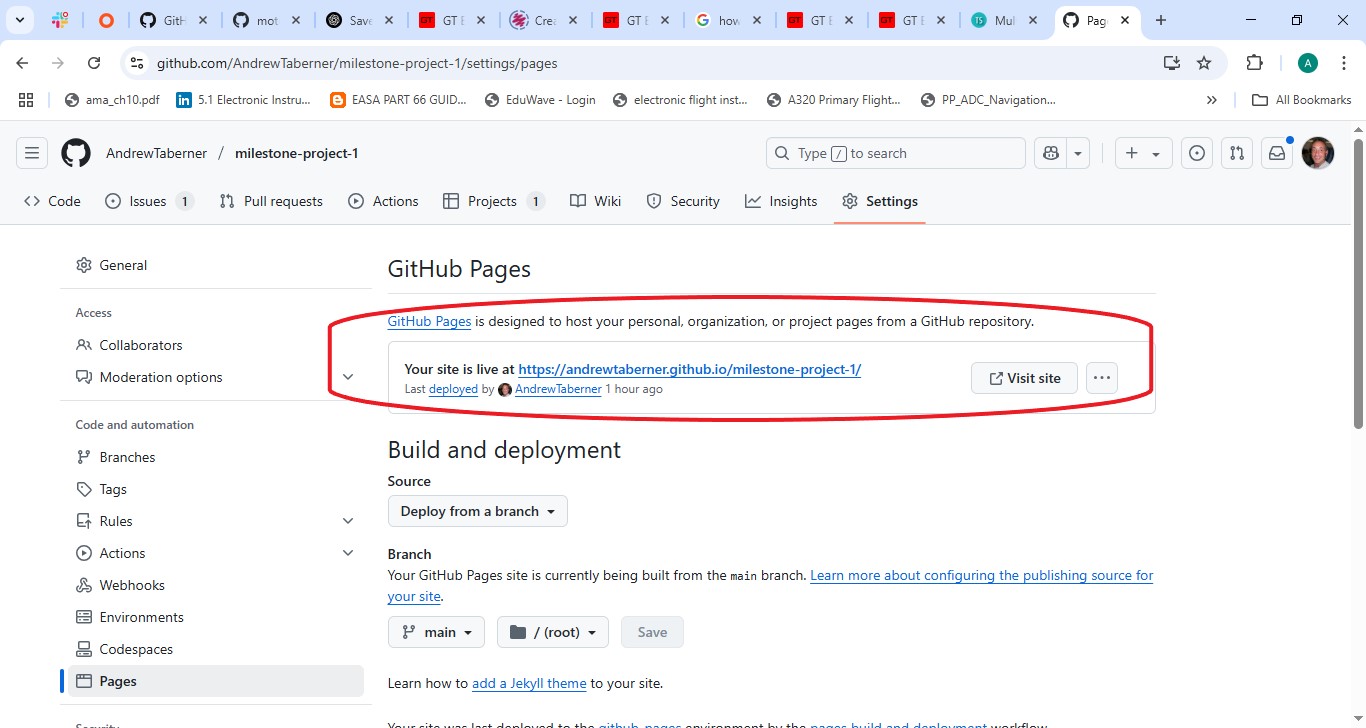 GitH
mot
Save
GT E
Crea
GT E
how
GT E
GT E
Mul
Pag
github.com/AndrewTaberner/milestone-project-1/settings/pages
A
ama_ch10.pdf
5.1 Electronic Instru...
EASA PART 66 GUID...
EduWave - Login
electronic flight inst...
A320 Primary Flight...
PP_ADC_Navigation...
All Bookmarks
AndrewTaberner / milestone-project-1
Type / to search
Code
Issues 1
Pull requests
Actions
Projects 1
Wiki
Security
Insights
Settings
General
Access
Collaborators
Moderation options
Code and automation
Branches
Tags
Rules
Actions
Webhooks
Environments
Codespaces
Pages
Security
GitHub Pages
GitHub Pages is designed to host your personal, organization, or project pages from a GitHub repository.
Your site is live at https://andrewtaberner.github.io/milestone-project-1/
Last deployed by AndrewTaberner 1 hour ago
Visit site
Build and deployment
Source
Deploy from a branch
Branch
Your GitHub Pages site is currently being built from the main branch. Learn more about configuring the publishing source for
your site.
main
/ (root)
Save
Learn how to add a Jekyll theme to your site.
Your site was last deployed to the github-pages environment by the pages build and deployment workflow.